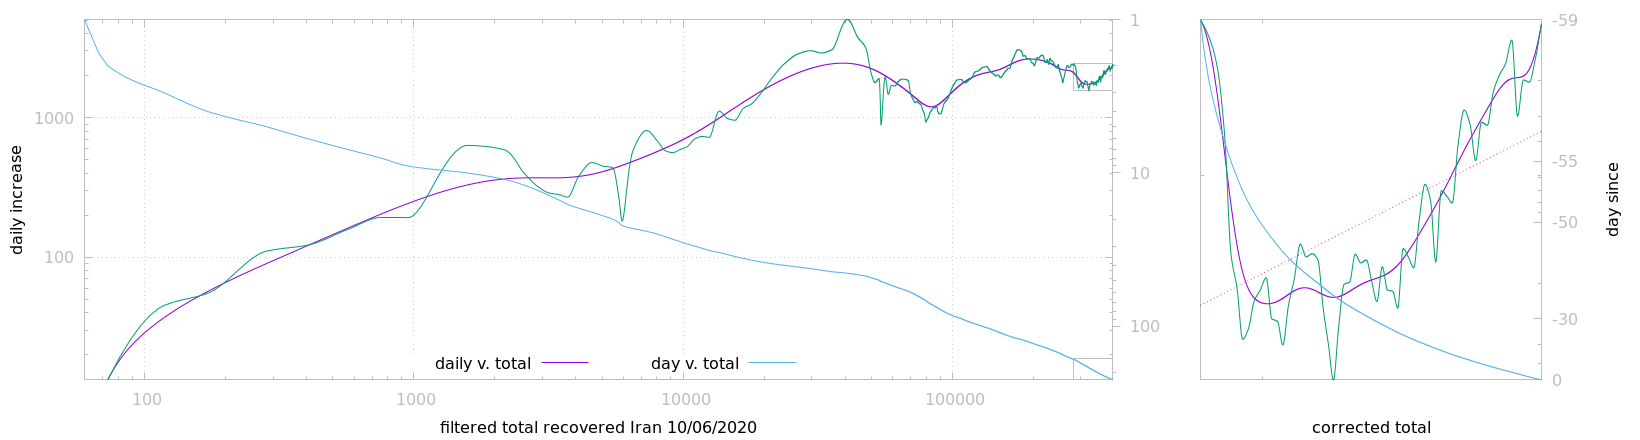 daily increase
1000
100
daily v. total
day v. total
100
1000
10000
100000
filtered total recovered Iran 10/06/2020
1
10
100
-59
-55
-50
-30
0
day since
corrected total